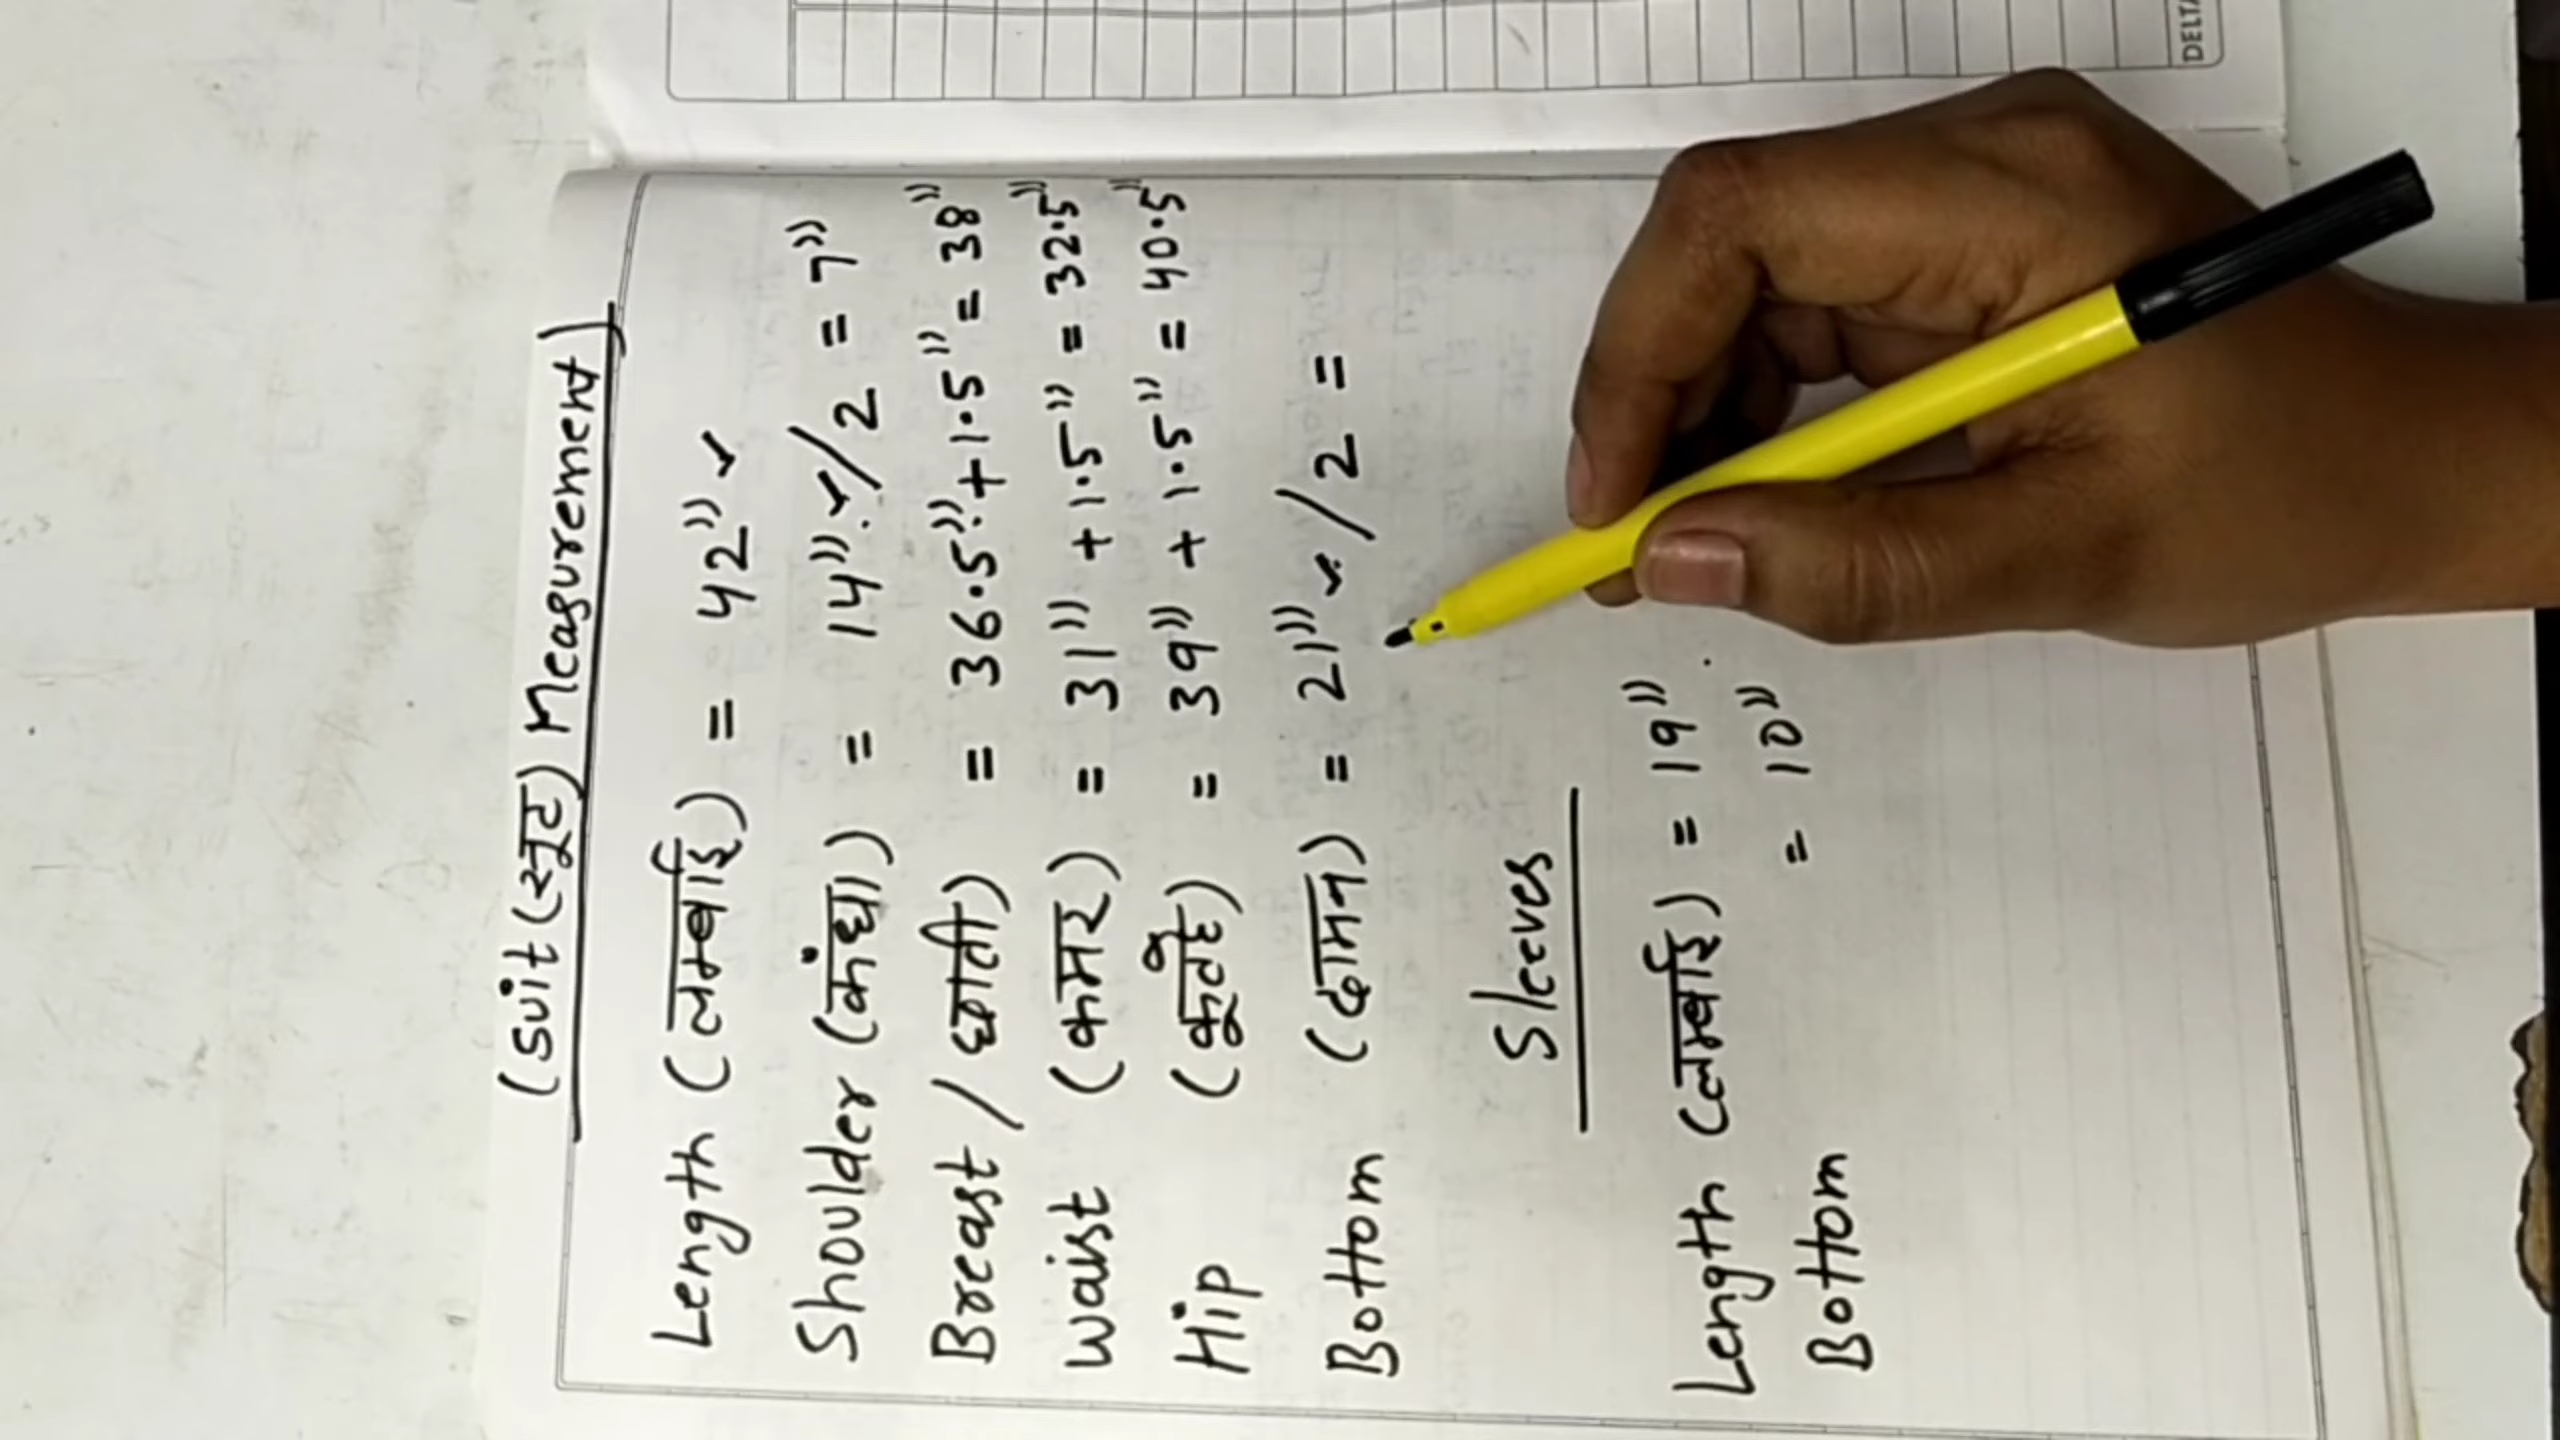 (Suit (सूट) Measurement)
Length (लम्बाई) = 42" ✓
Shoulder (कंधा) = 14" ✓/2 = 7"
Breast / छाती) = 36.5" + 1.5" = 38"
Waist (कमर) = 31" + 1.5" = 32.5"
Hip (कूल्हे) = 39" + 1.5" = 40.5"
Bottom (दामन) = 21" ✓/2 =
Sleeves
Length (लम्बाई) = 19"
Bottom = 10"